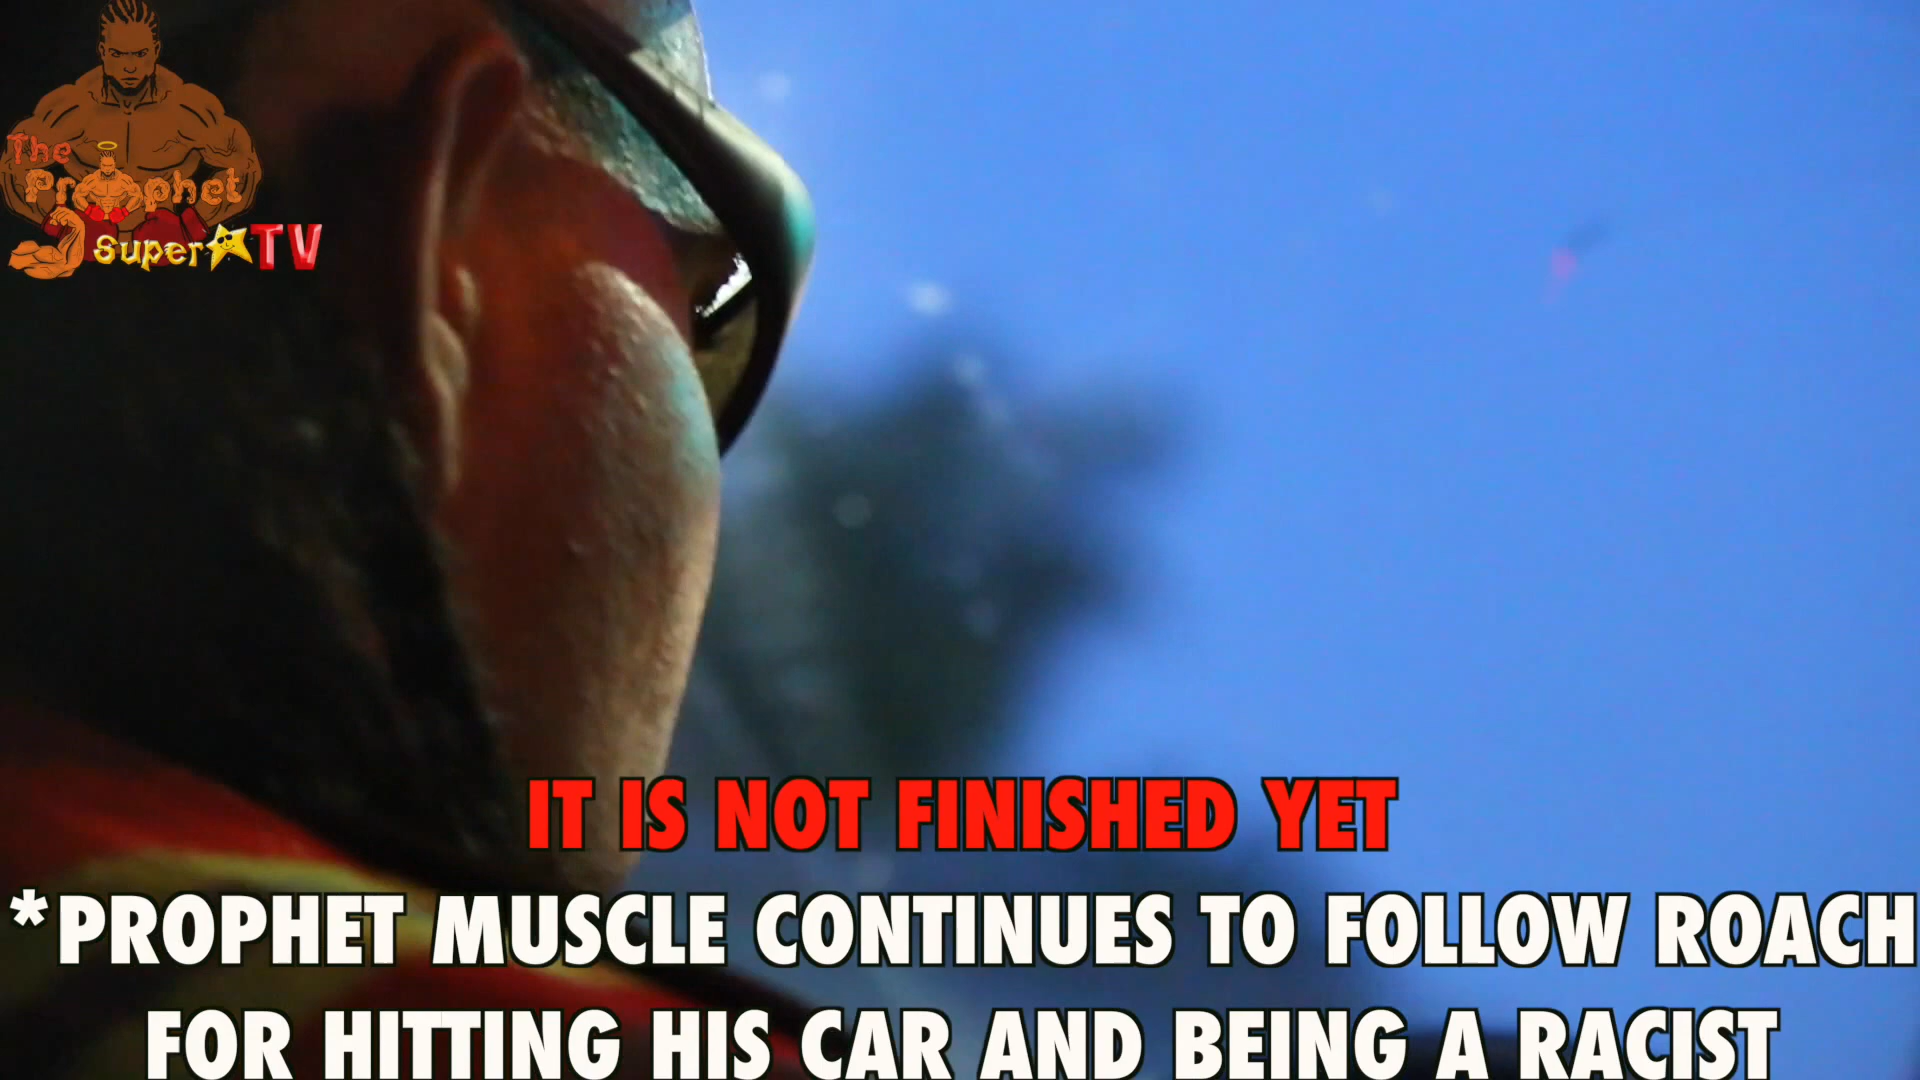 The
Prophet
Super TV
IT IS NOT FINISHED YET
*PROPHET MUSCLE CONTINUES TO FOLLOW ROACH
FOR HITTING HIS CAR AND BEING A RACIST